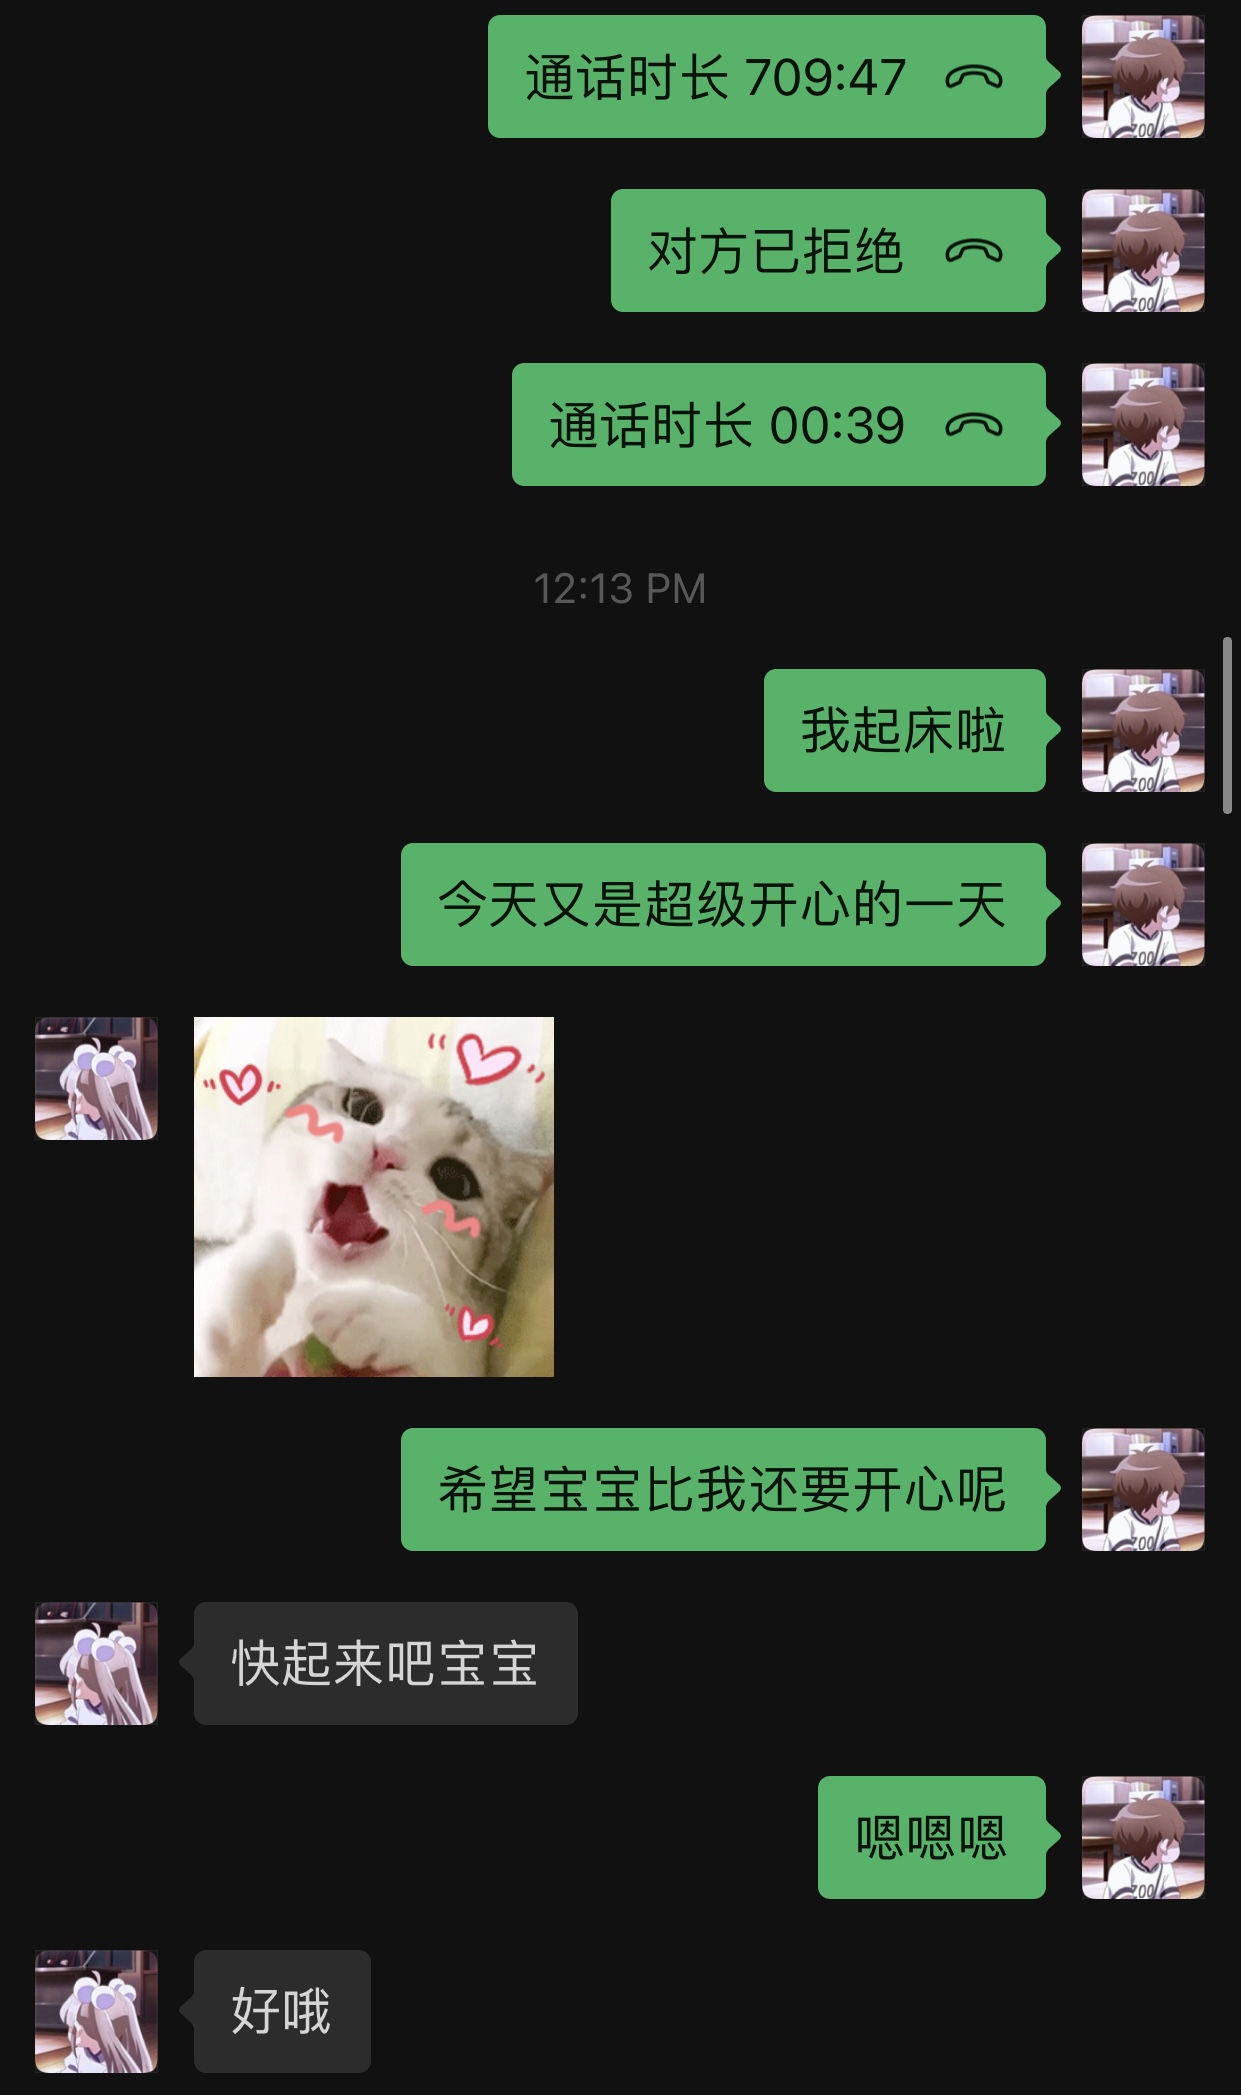 通话时长 709:47
对方已拒绝
通话时长 00:39
12:13 PM
我起床啦
今天又是超级开心的一天
希望宝宝比我还要开心呢
快起来吧宝宝
嗯嗯嗯
好哦